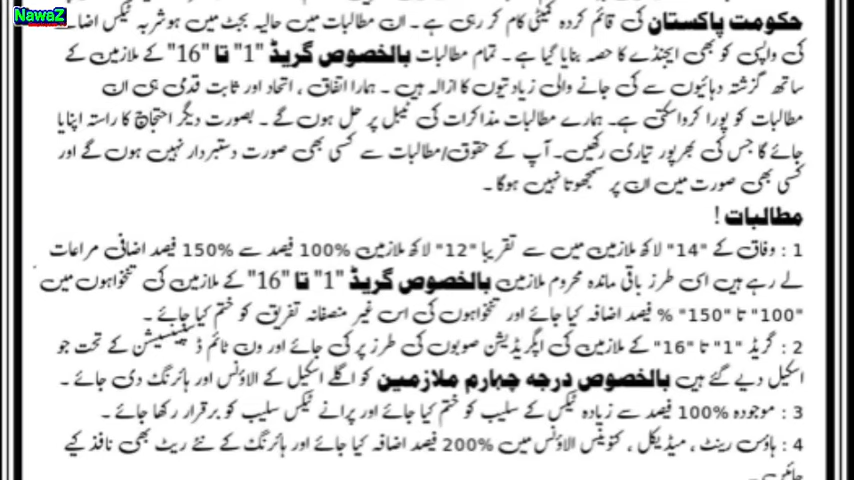 NawaZ
حکومت پاکستان کی قائم کردہ کمیٹی کام کر رہی ہے۔ ان مطالبات میں حالیہ بجٹ میں ہوشربہ ٹیکس اضافے
کی واپسی کو بھی ایجنڈے کا حصہ بنایا گیا ہے۔ تمام مطالبات بالخصوص گریڈ "1" تا "16" کے ملازمین کے
ساتھ گزشتہ دہائیوں سے کی جانے والی زیادتیوں کا ازالہ ہیں۔ ہمارا اتفاق، اتحاد اور ثابت قدمی ہی ان
مطالبات کو پورا کرواسکتی ہے۔ ہمارے مطالبات مذاکرات کی ٹیبل پر حل ہوں گے۔ بصورت دیگر احتجاج کا راستہ اپنایا
جائے گا جس کی بھرپور تیاری رکھیں۔ آپ کے حقوق/مطالبات سے کسی بھی صورت دستبردار نہیں ہوں گے اور
کسی بھی صورت میں ان پر سمجھوتا نہیں ہوگا۔
مطالبات!
1 : وفاق کے "14" لاکھ ملازمین میں سے تقریبا "12" لاکھ ملازمین 100% فیصد سے 150% فیصد اضافی مراعات
لے رہے ہیں اسی طرز باقی ماندہ محروم ملازمین بالخصوص گریڈ "1" تا "16" کے ملازمین کی تنخواہوں میں
"100" تا "150" % فیصد اضافہ کیا جائے اور تنخواہوں کی اس غیر منصفانہ تفریق کو ختم کیا جائے۔
2 : گریڈ "1" تا "16" کے ملازمین کی اپگریڈیشن صوبوں کی طرز پر کی جائے اور ون ٹائم ڈسپنسیشن کے تحت جو
اسکیل دیے گئے ہیں بالخصوص درجہ چہارم ملازمین کو اگلے اسکیل کے الاؤنس اور ہائرنگ دی جائے۔
3 : موجودہ 100% فیصد سے زیادہ ٹیکس کے سلیب کو ختم کیا جائے اور پرانے ٹیکس سلیب کو برقرار رکھا جائے۔
4 : ہاؤس رینٹ، میڈیکل، کنوینس الاؤنس میں 200% فیصد اضافہ کیا جائے اور ہائرنگ کے نئے ریٹ بھی نافذ کیے
جائیں۔